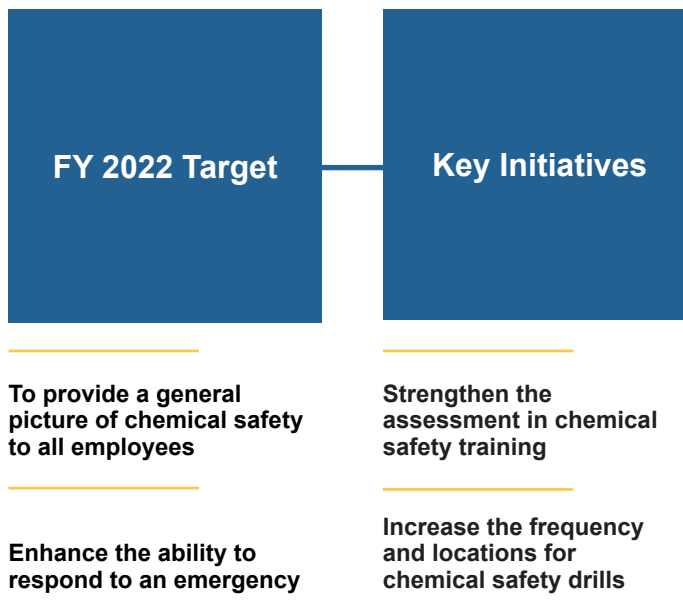 FY 2022 Target
Key Initiatives
To provide a general
picture of chemical safety
to all employees
Strengthen the
assessment in chemical
safety training
Enhance the ability to
respond to an emergency
Increase the frequency
and locations for
chemical safety drills